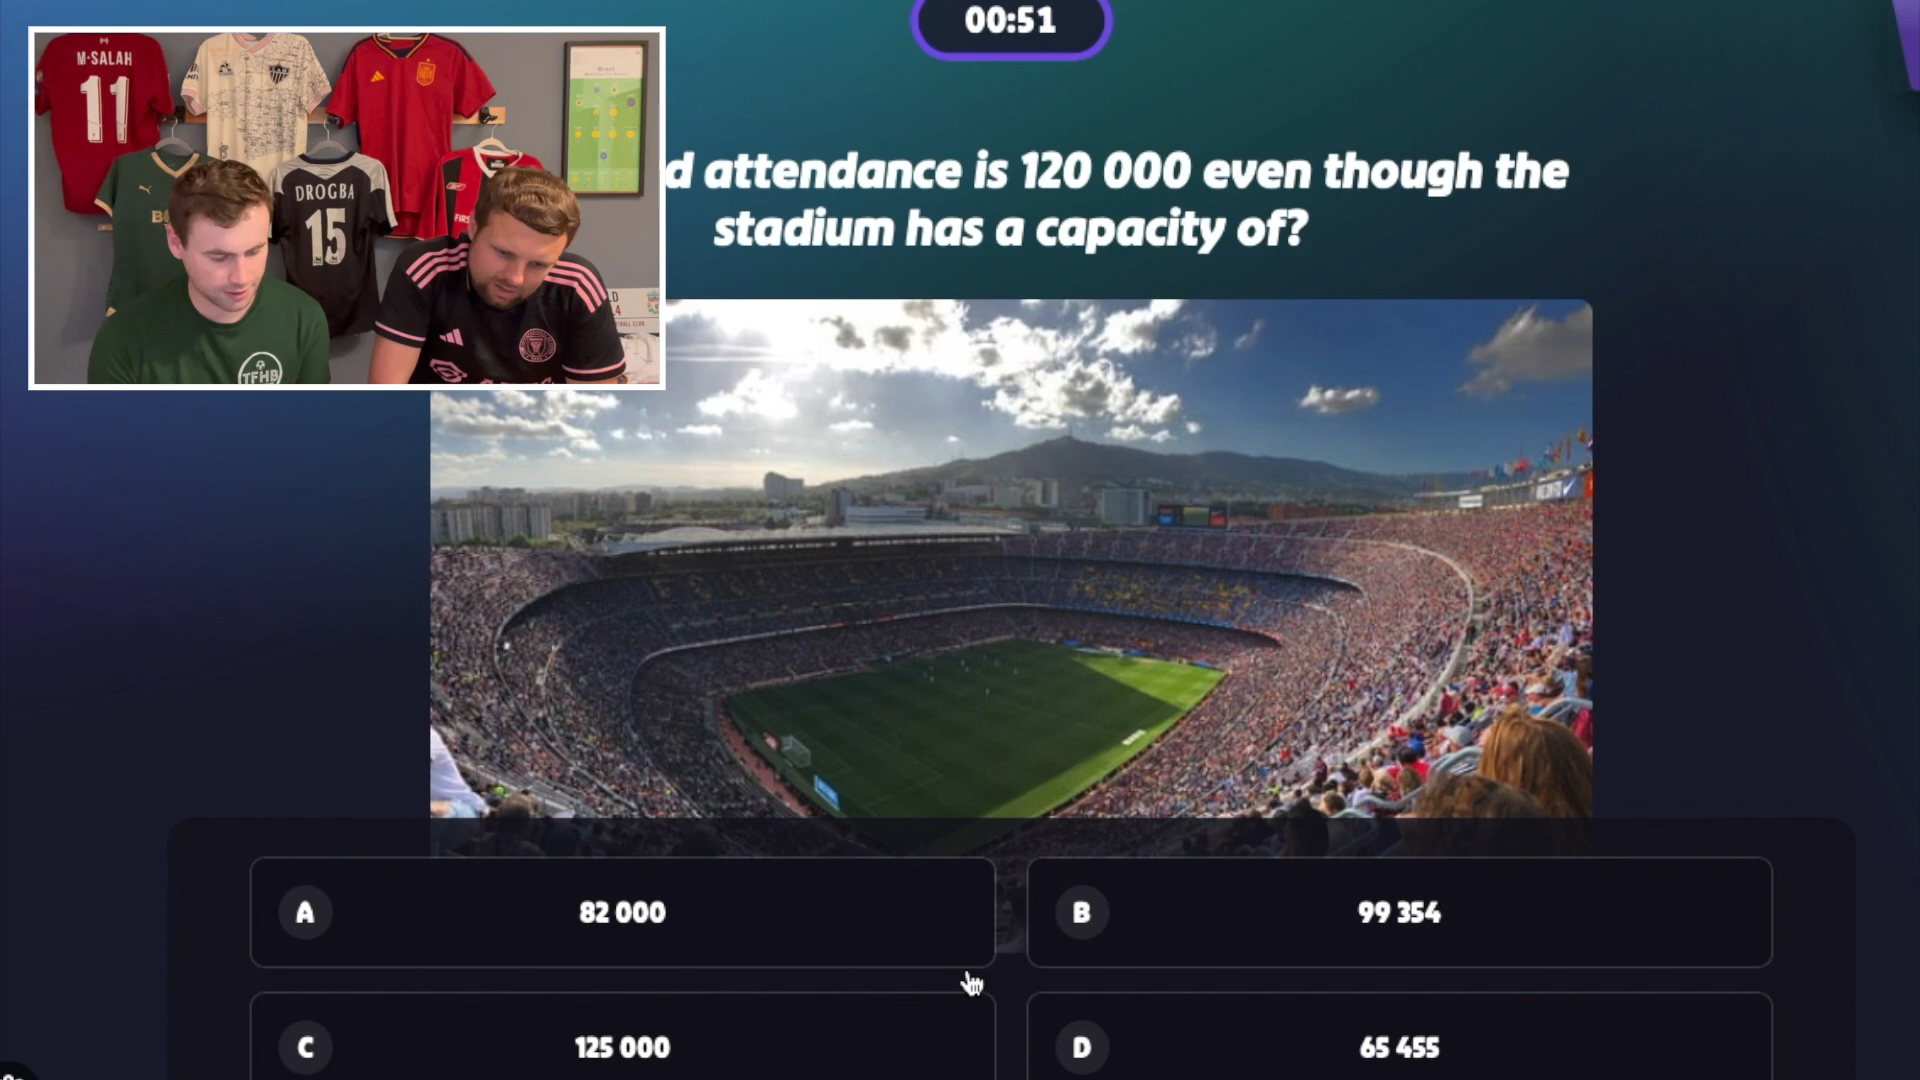 00:51
M·SALAH
11
DROGBA
15
TFHB
d attendance is 120 000 even though the
stadium has a capacity of?
A
82 000
B
99 354
C
125 000
D
65 455